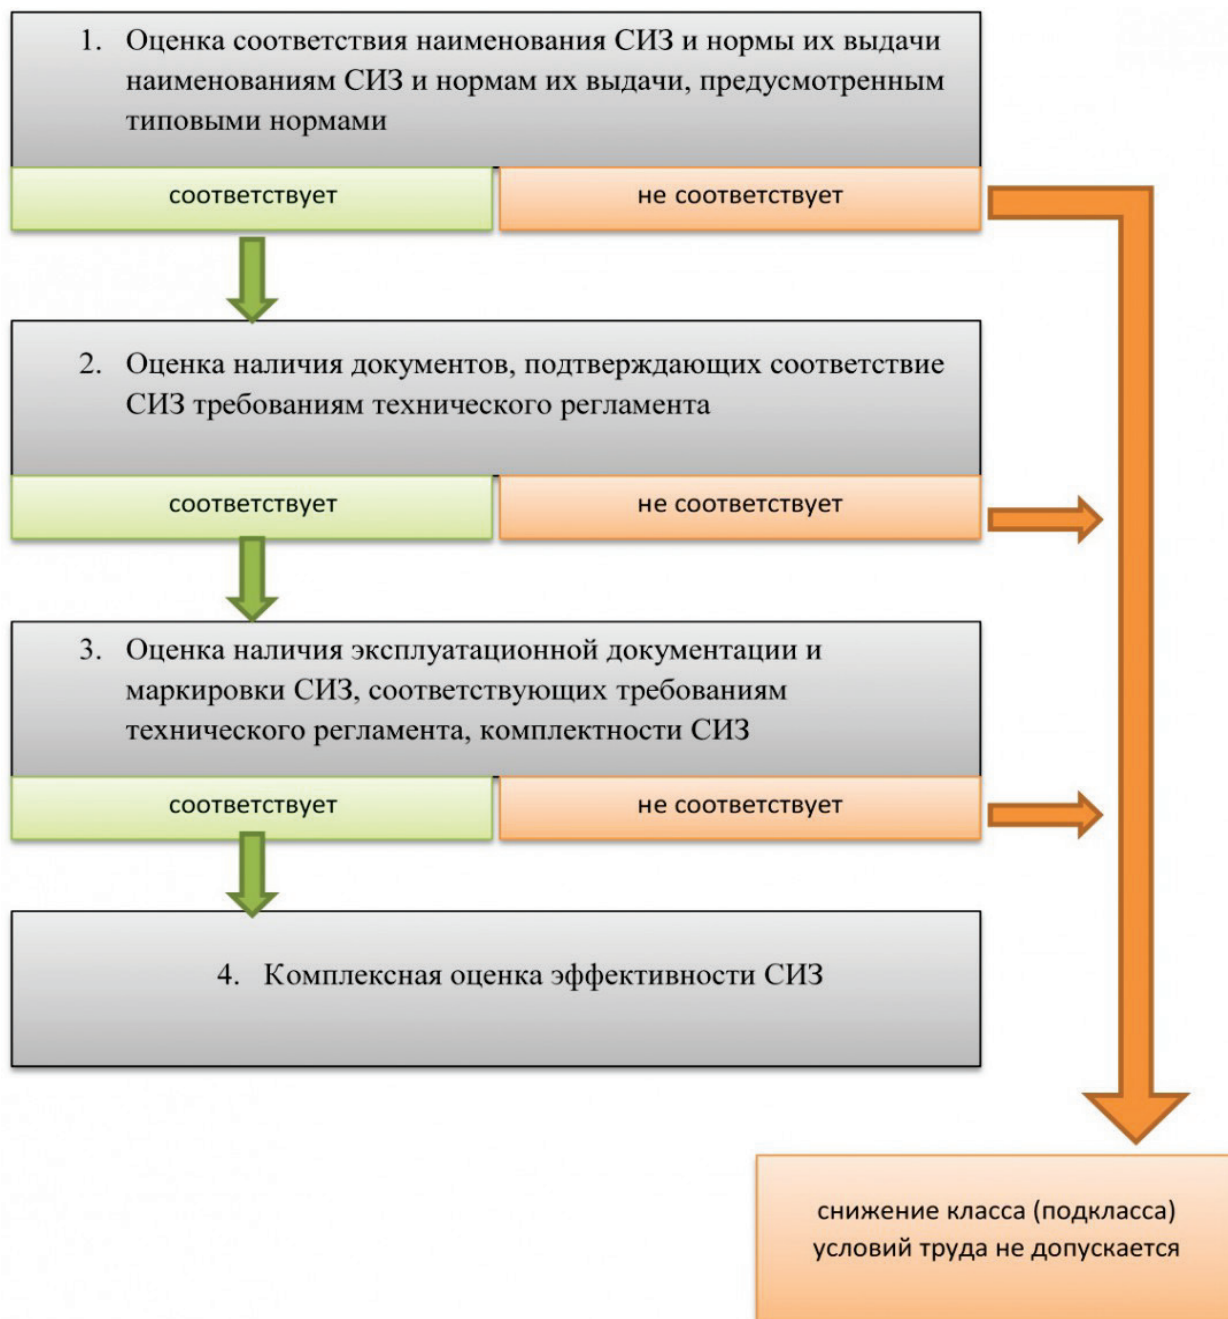 1. Оценка соответствия наименования СИЗ и нормы их выдачи
наименованиям СИЗ и нормам их выдачи, предусмотренным
типовыми нормами
соответствует
не соответствует
2. Оценка наличия документов, подтверждающих соответствие
СИЗ требованиям технического регламента
соответствует
не соответствует
3. Оценка наличия эксплуатационной документации и
маркировки СИЗ, соответствующих требованиям
технического регламента, комплектности СИЗ
соответствует
не соответствует
4. Комплексная оценка эффективности СИЗ
снижение класса (подкласса)
условий труда не допускается